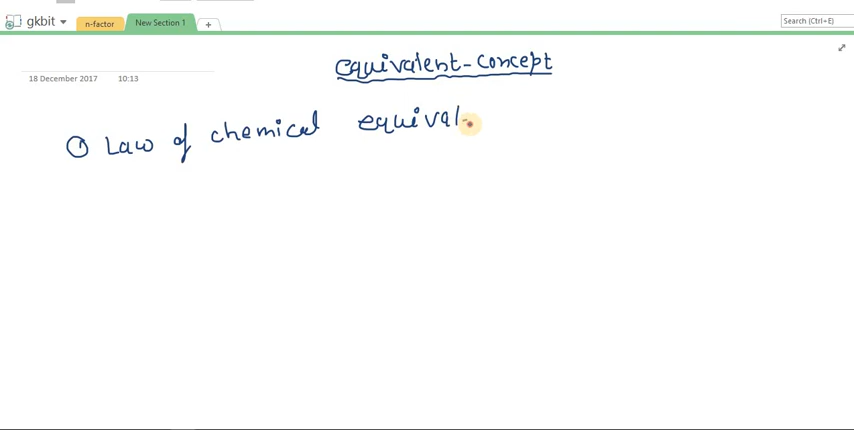 gkbit
n-factor
New Section 1
+
Search (Ctrl+E)
equivalent-concept
18 December 2017 10:13
① Law of chemical equival